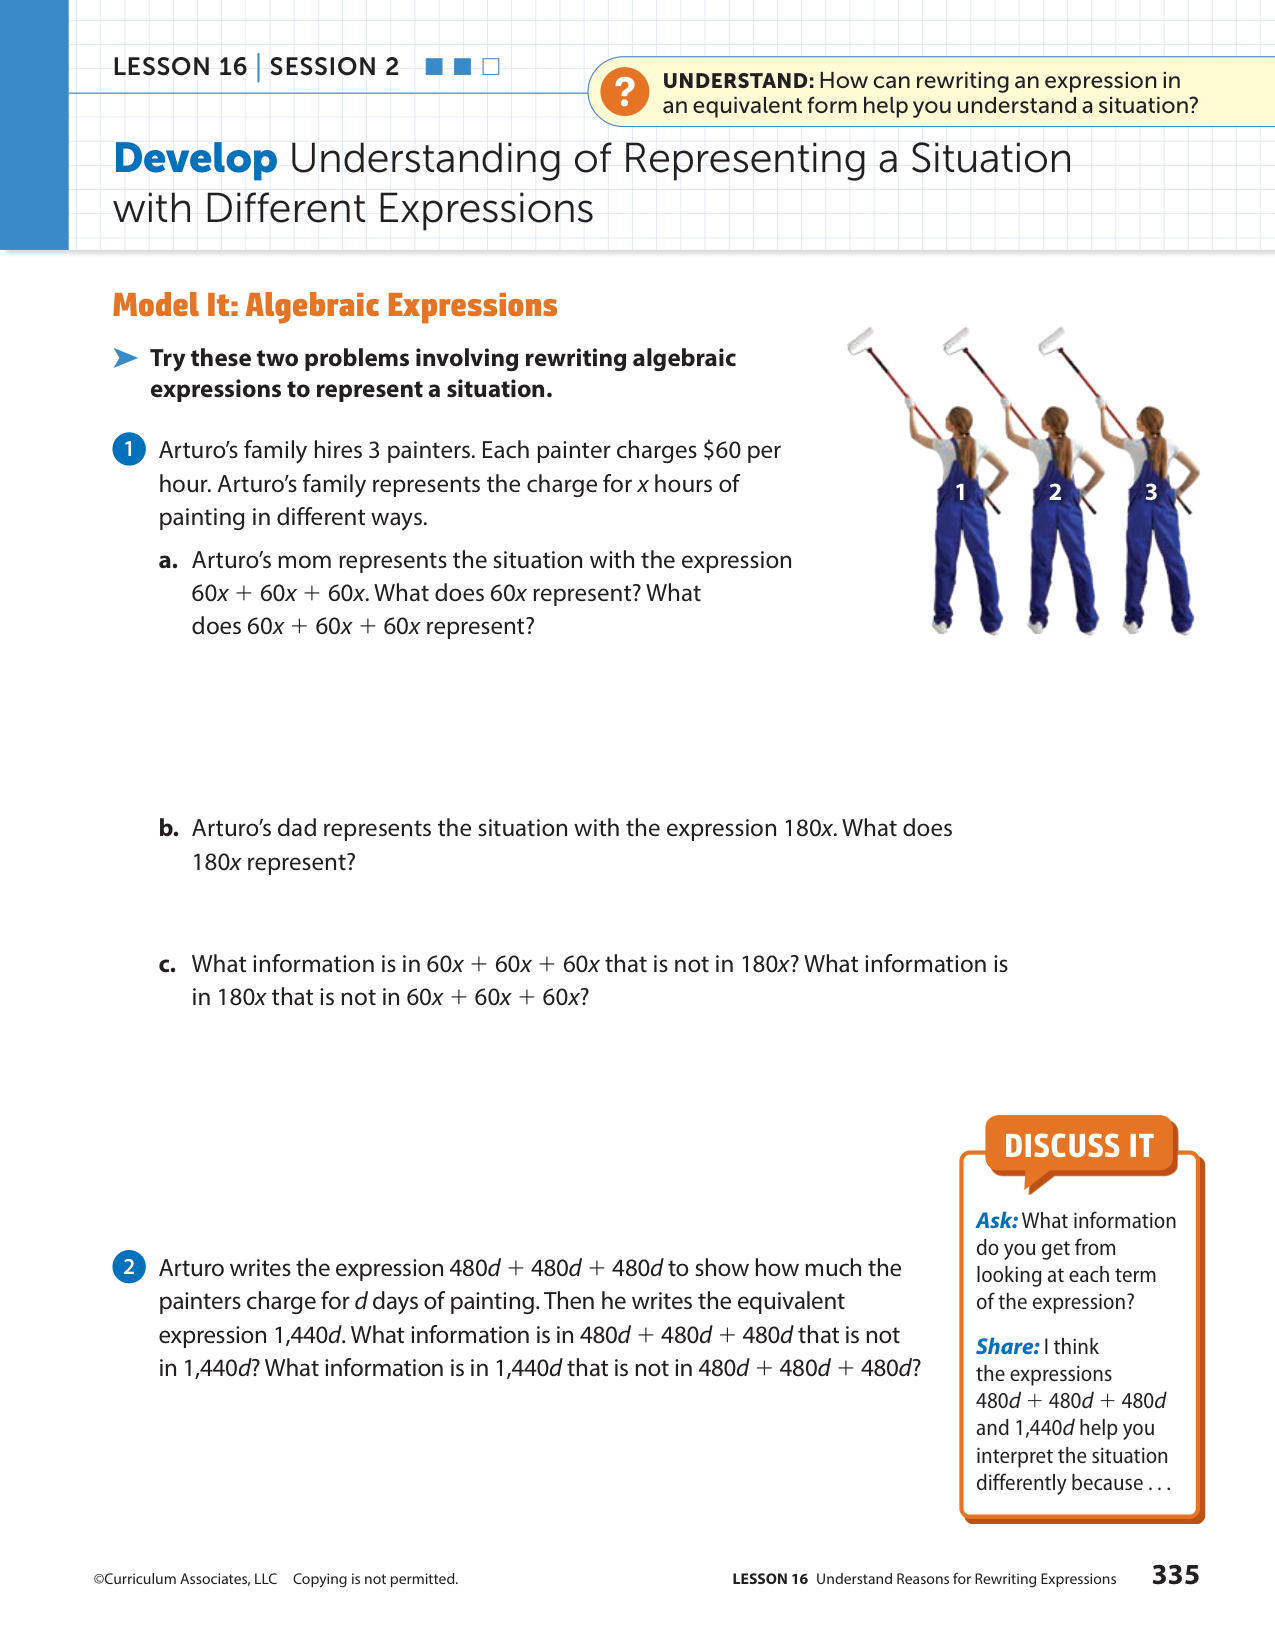 LESSON 16 | SESSION 2
? UNDERSTAND: How can rewriting an expression in
an equivalent form help you understand a situation?
Develop Understanding of Representing a Situation
with Different Expressions
Model It: Algebraic Expressions
➤ Try these two problems involving rewriting algebraic
expressions to represent a situation.
1 Arturo’s family hires 3 painters. Each painter charges $60 per
hour. Arturo’s family represents the charge for x hours of
painting in different ways.
1 2 3
a. Arturo’s mom represents the situation with the expression
60x + 60x + 60x. What does 60x represent? What
does 60x + 60x + 60x represent?
b. Arturo’s dad represents the situation with the expression 180x. What does
180x represent?
c. What information is in 60x + 60x + 60x that is not in 180x? What information is
in 180x that is not in 60x + 60x + 60x?
2 Arturo writes the expression 480d + 480d + 480d to show how much the
painters charge for d days of painting. Then he writes the equivalent
expression 1,440d. What information is in 480d + 480d + 480d that is not
in 1,440d? What information is in 1,440d that is not in 480d + 480d + 480d?
DISCUSS IT
Ask: What information
do you get from
looking at each term
of the expression?
Share: I think
the expressions
480d + 480d + 480d
and 1,440d help you
interpret the situation
differently because . . .
©Curriculum Associates, LLC Copying is not permitted.
LESSON 16 Understand Reasons for Rewriting Expressions 335